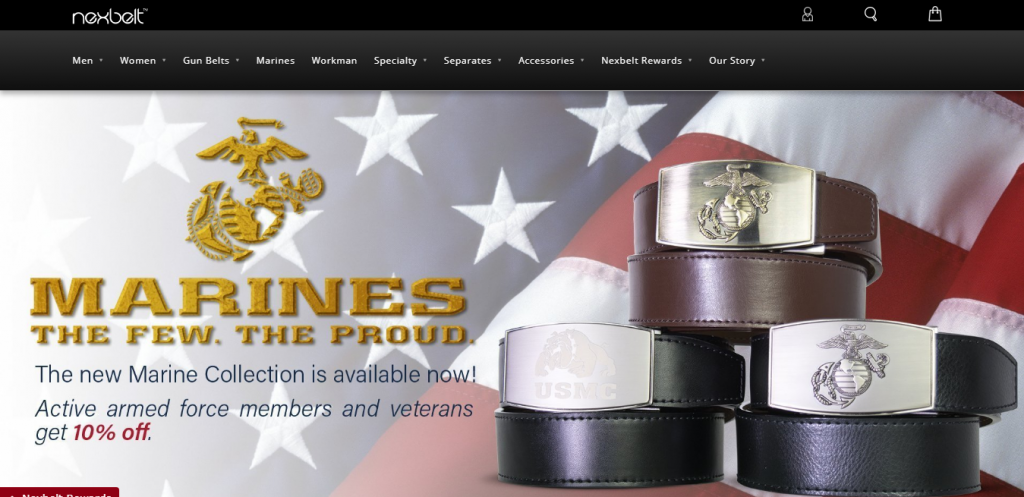 nexbelt™
Men Women Gun Belts Marines Workman Specialty Separates Accessories Nexbelt Rewards Our Story
MARINES
THE FEW. THE PROUD.
The new Marine Collection is available now!
Active armed force members and veterans
get 10% off.
USMC
Nexbelt Rewards